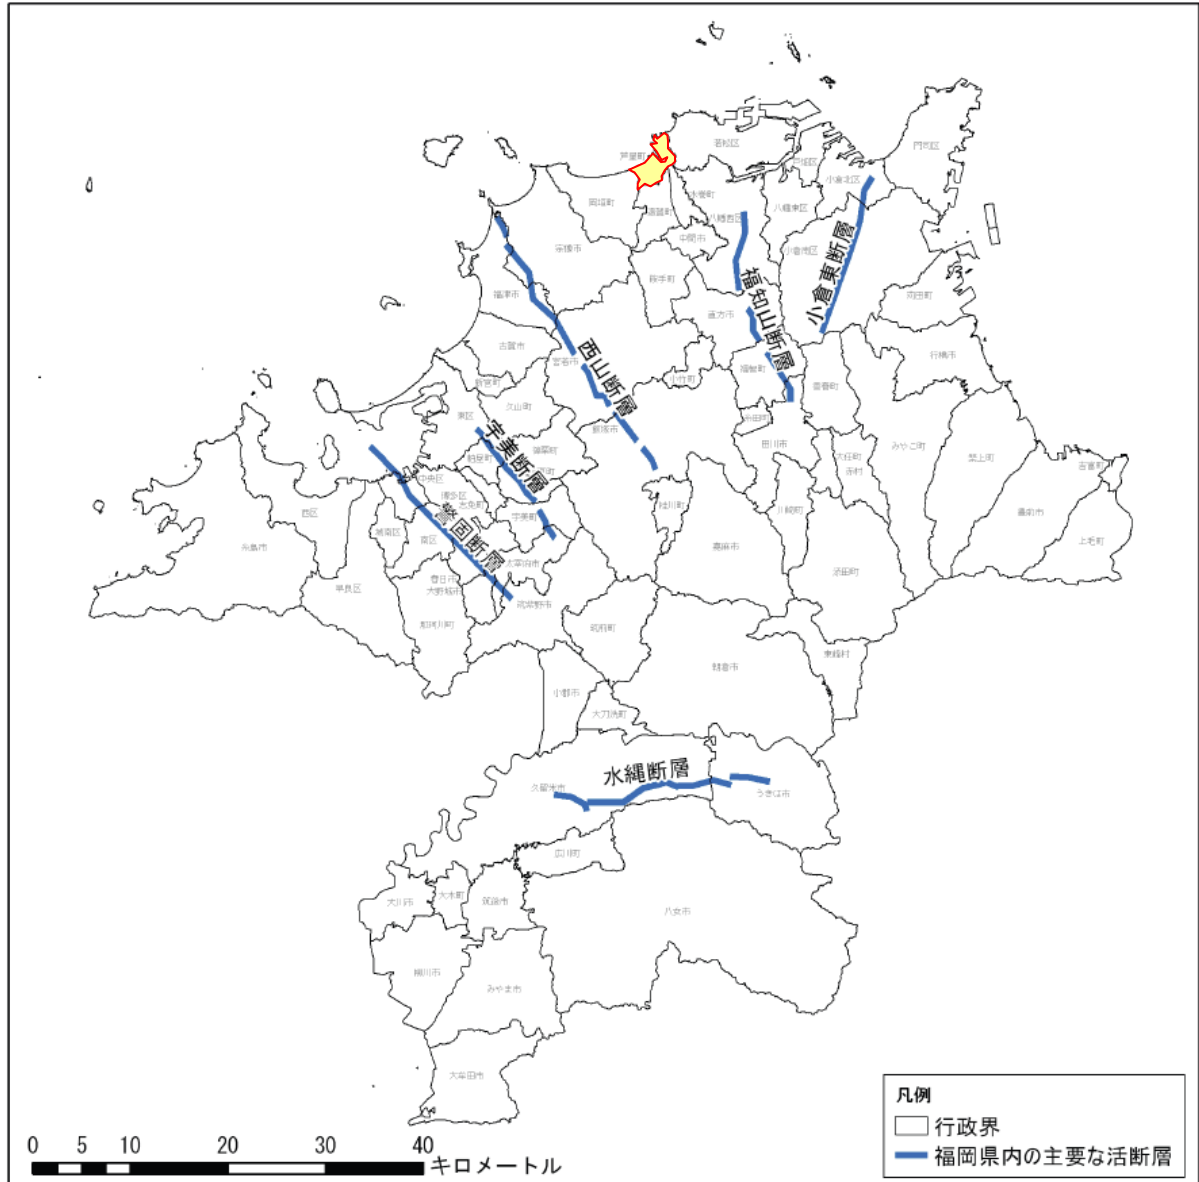 芦屋町
若松区
門司区
戸畑区
小倉北区
岡垣町
遠賀町
水巻町
八幡西区
八幡東区
中間市
小倉南区
小倉東断層
宗像市
鞍手町
福知山断層
苅田町
福津市
直方市
古賀市
西山断層
宮若市
行橋市
新宮町
小竹町
福智町
香春町
久山町
東区
宇美断層
飯塚市
糸田町
田川市
みやこ町
篠栗町
粕屋町
大任町
赤村
築上町
吉富町
中央区
博多区
志免町
宇美町
西区
城南区
南区
警固断層
桂川町
川崎町
豊前市
上毛町
糸島市
早良区
春日市
大野城市
太宰府市
嘉麻市
添田町
筑紫野市
那珂川町
筑前町
東峰村
朝倉市
小郡市
大刀洗町
水縄断層
久留米市
うきは市
広川町
大川市
大木町
筑後市
八女市
柳川市
みやま市
大牟田市
凡例
行政界
福岡県内の主要な活断層
0 5 10 20 30 40
キロメートル